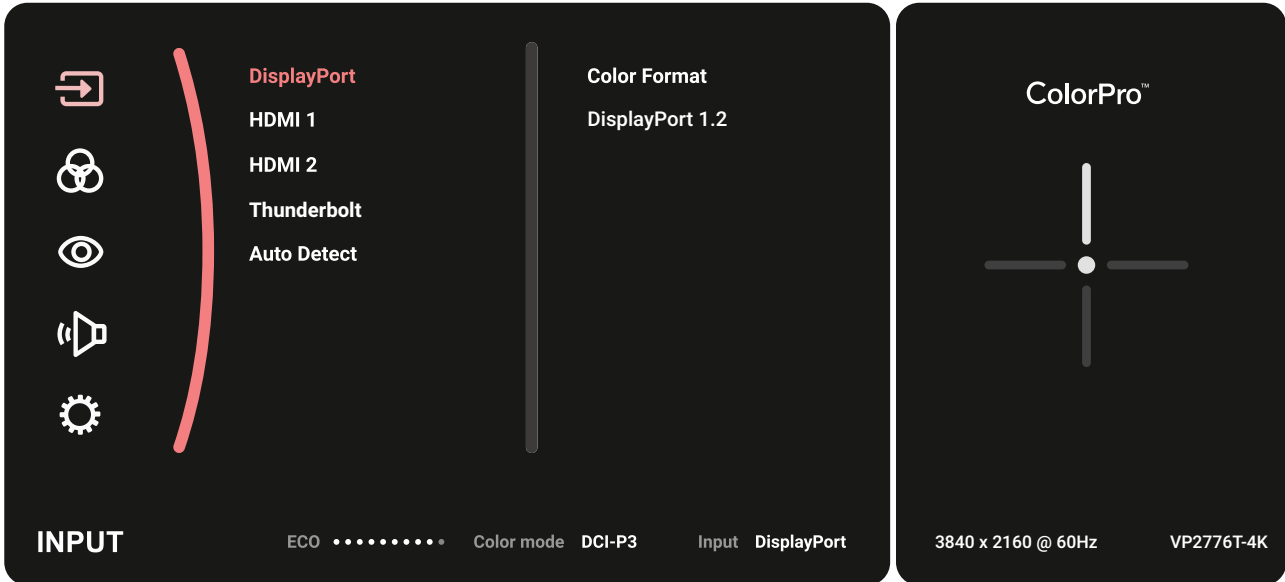 DisplayPort
HDMI 1
HDMI 2
Thunderbolt
Auto Detect
Color Format
DisplayPort 1.2
INPUT
ECO
Color mode DCI-P3
Input DisplayPort
ColorPro™
3840 x 2160 @ 60Hz
VP2776T-4K